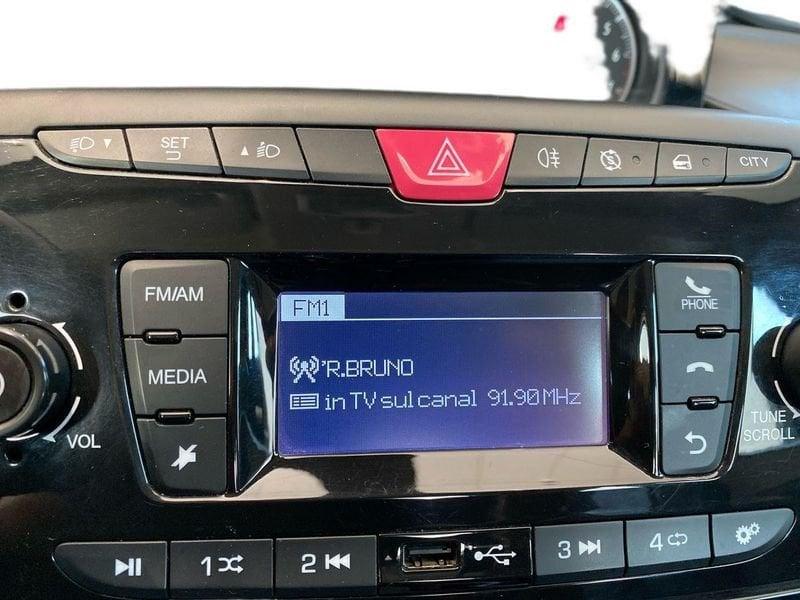 SET
CITY
FM/AM
MEDIA
VOL
FM1
'R.BRUNO
in TV sul canal 91.90 MHz
PHONE
TUNE
SCROLL
1
2
3
4